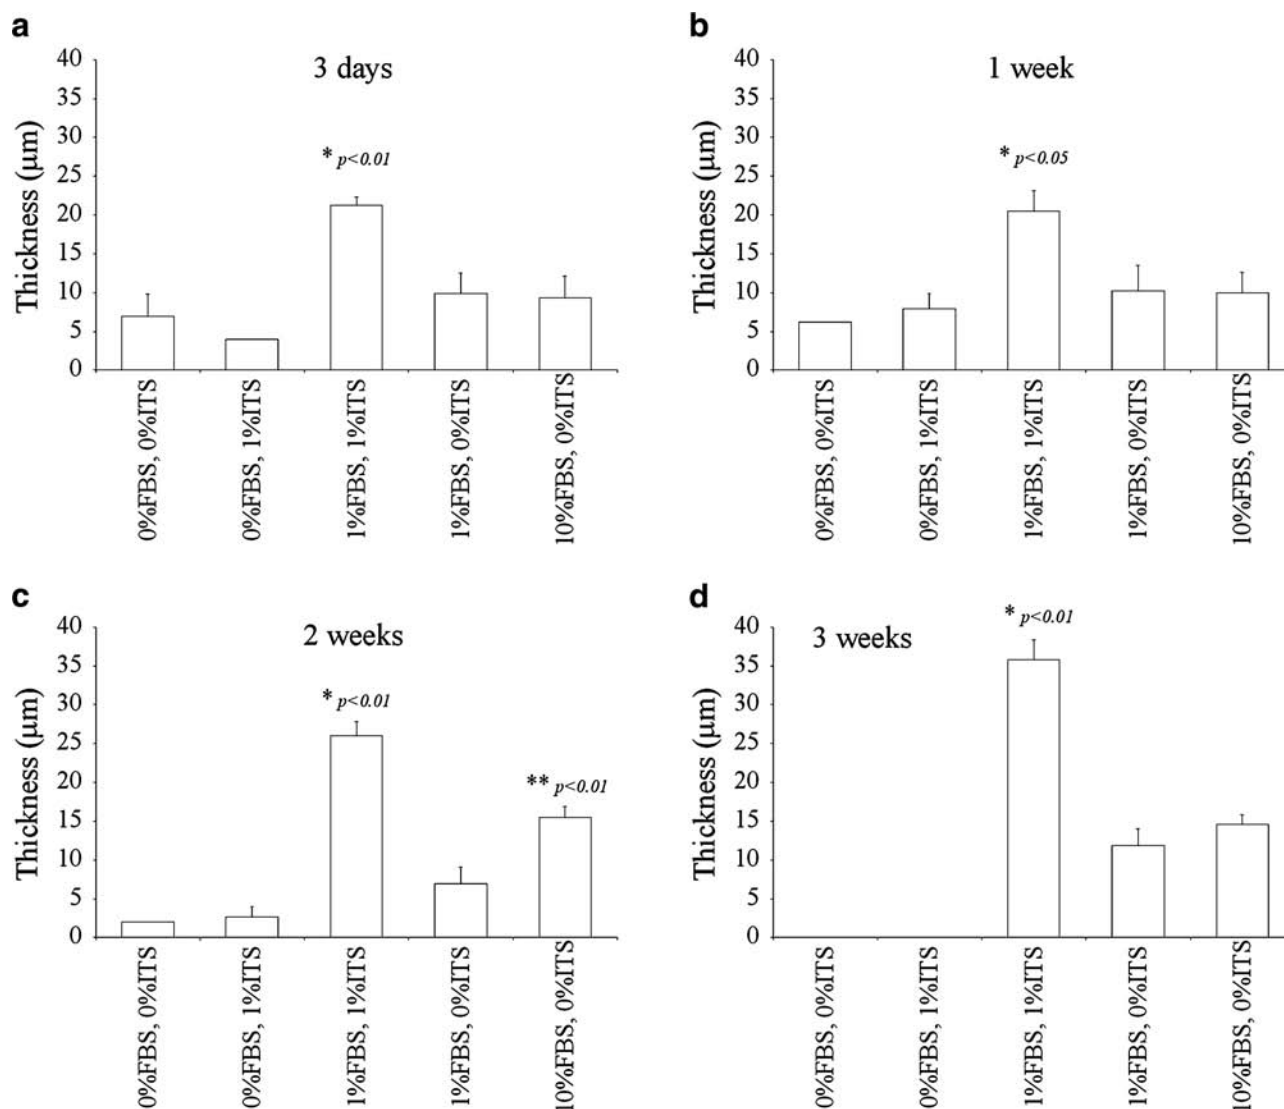 a
3 days
Thickness (μm)
40
35
30
25
20
15
10
5
0
* p<0.01
0%FBS, 0%ITS
0%FBS, 1%ITS
1%FBS, 1%ITS
1%FBS, 0%ITS
10%FBS, 0%ITS
b
1 week
Thickness (μm)
40
35
30
25
20
15
10
5
0
* p<0.05
0%FBS, 0%ITS
0%FBS, 1%ITS
1%FBS, 1%ITS
1%FBS, 0%ITS
10%FBS, 0%ITS
c
2 weeks
Thickness (μm)
40
35
30
25
20
15
10
5
0
* p<0.01
** p<0.01
0%FBS, 0%ITS
0%FBS, 1%ITS
1%FBS, 1%ITS
1%FBS, 0%ITS
10%FBS, 0%ITS
d
3 weeks
Thickness (μm)
40
35
30
25
20
15
10
5
0
* p<0.01
0%FBS, 0%ITS
0%FBS, 1%ITS
1%FBS, 1%ITS
1%FBS, 0%ITS
10%FBS, 0%ITS